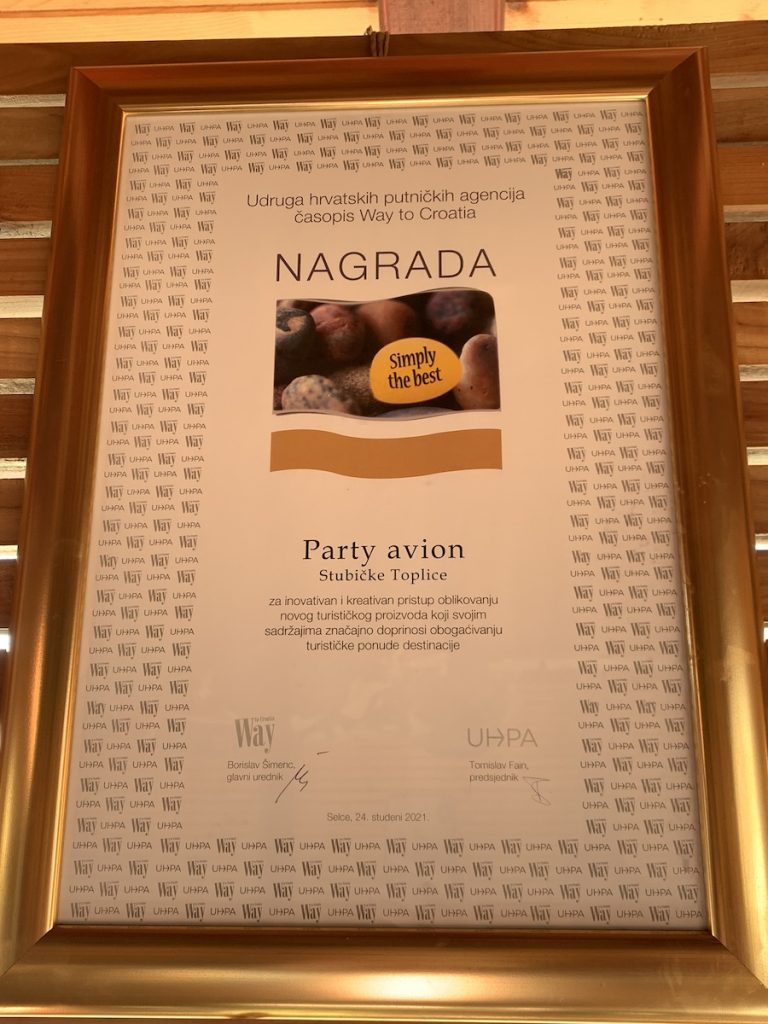 Udruga hrvatskih putničkih agencija
časopis Way to Croatia
NAGRADA
Simply
the best
Party avion
Stubičke Toplice
za inovativan i kreativan pristup oblikovanju
novog turističkog proizvoda koji svojim
sadržajima značajno doprinosi obogaćivanju
turističke ponude destinacije
to Croatia
Way
UHPA
Borislav Šimenc,
glavni urednik
Tomislav Fain,
predsjednik
Selce, 24. studeni 2021.